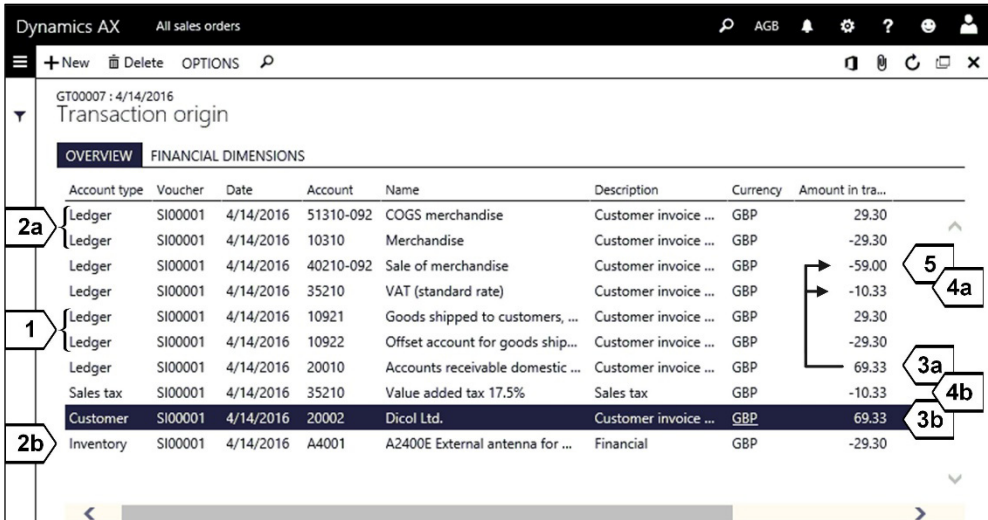 Dynamics AX All sales orders AGB ?
New Delete OPTIONS
GT00007 : 4/14/2016
Transaction origin
OVERVIEW FINANCIAL DIMENSIONS
Account type Voucher Date Account Name Description Currency Amount in tra...
2a
Ledger SI00001 4/14/2016 51310-092 COGS merchandise Customer invoice ... GBP 29.30
Ledger SI00001 4/14/2016 10310 Merchandise Customer invoice ... GBP -29.30
Ledger SI00001 4/14/2016 40210-092 Sale of merchandise Customer invoice ... GBP -59.00 5
Ledger SI00001 4/14/2016 35210 VAT (standard rate) Customer invoice ... GBP -10.33 4a
1
Ledger SI00001 4/14/2016 10921 Goods shipped to customers, ... Customer invoice ... GBP 29.30
Ledger SI00001 4/14/2016 10922 Offset account for goods ship... Customer invoice ... GBP -29.30
Ledger SI00001 4/14/2016 20010 Accounts receivable domestic ... Customer invoice ... GBP 69.33 3a
Sales tax SI00001 4/14/2016 35210 Value added tax 17.5% Sales tax GBP -10.33 4b
Customer SI00001 4/14/2016 20002 Dicol Ltd. Customer invoice ... GBP 69.33 3b
2b Inventory SI00001 4/14/2016 A4001 A2400E External antenna for ... Financial GBP -29.30